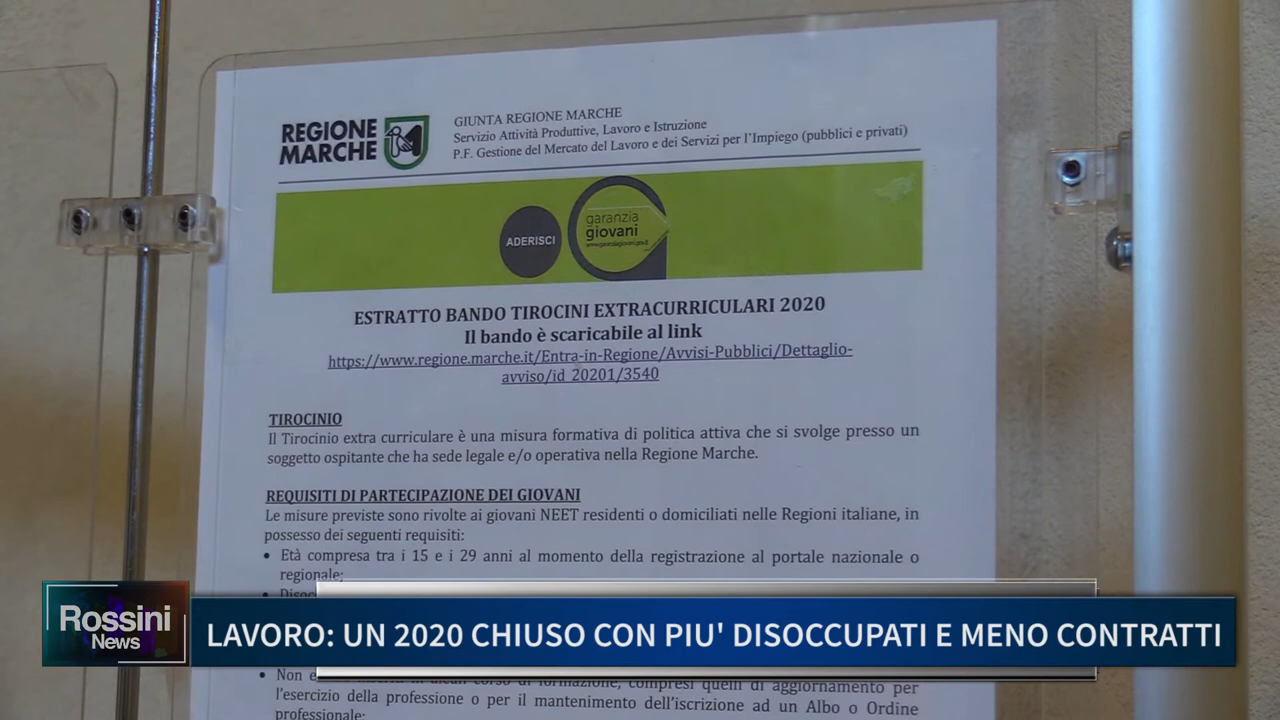 REGIONE
MARCHE
GIUNTA REGIONE MARCHE
Servizio Attività Produttive, Lavoro e Istruzione
P.F. Gestione del Mercato del Lavoro e dei Servizi per l'Impiego (pubblici e privati)
ADERISCI
garanzia
giovani
ESTRATTO BANDO TIROCINI EXTRACURRICULARI 2020
Il bando è scaricabile al link
https://www.regione.marche.it/Entra-in-Regione/Avvisi-Pubblici/Dettaglio-
avviso/id_20201/3540
TIROCINIO
Il Tirocinio extra curriculare è una misura formativa di politica attiva che si svolge presso un
soggetto ospitante che ha sede legale e/o operativa nella Regione Marche.
REQUISITI DI PARTECIPAZIONE DEI GIOVANI
Le misure previste sono rivolte ai giovani NEET residenti o domiciliati nelle Regioni italiane, in
possesso dei seguenti requisiti:
• Età compresa tra i 15 e i 29 anni al momento della registrazione al portale nazionale o
regionale;
Rossini
News
LAVORO: UN 2020 CHIUSO CON PIU' DISOCCUPATI E MENO CONTRATTI
• Non di formazione, compresi quelli di aggiornamento per
l'esercizio della professione o per il mantenimento dell'iscrizione ad un Albo o Ordine
professionale;